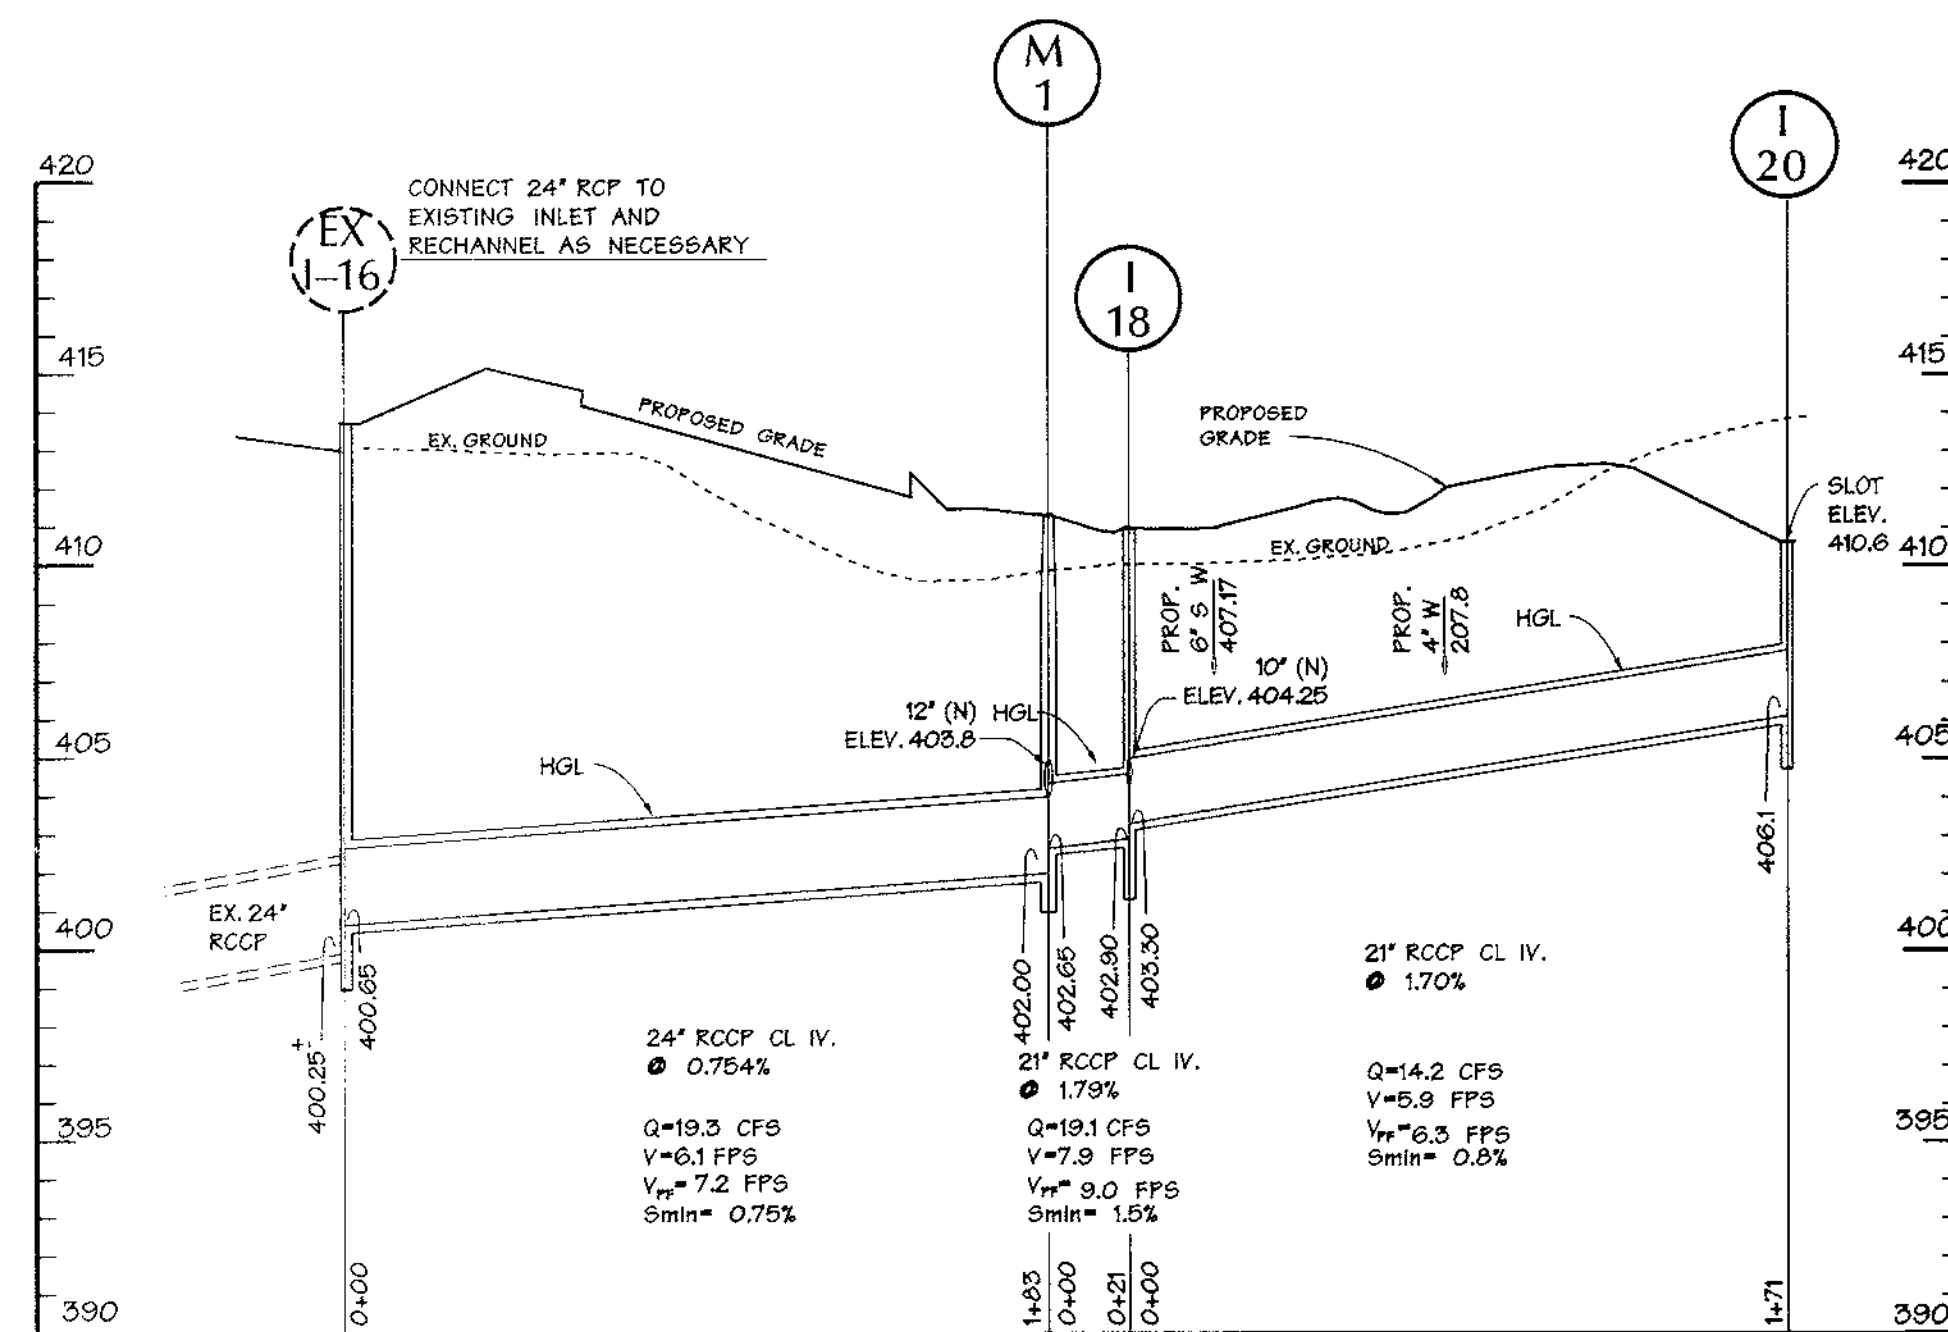 M
1
I
20
420
420
CONNECT 24" RCP TO
EXISTING INLET AND
RECHANNEL AS NECESSARY
EX
I-16
I
18
415
415
PROPOSED GRADE
EX. GROUND
PROPOSED
GRADE
SLOT
ELEV.
410.6
410
410
EX. GROUND
PROP.
6" S W
407.17
PROP.
4" W
207.8
HGL
10" (N)
ELEV. 404.25
12" (N)
ELEV. 403.8
HGL
HGL
405
405
406.1
EX. 24"
RCCP
400
400
400.25±
400.65
402.00
402.65
402.90
403.30
24" RCCP CL IV.
@ 0.754%
Q=19.3 CFS
V=6.1 FPS
VPF=7.2 FPS
Smin= 0.75%
21" RCCP CL IV.
@ 1.79%
Q=19.1 CFS
V=7.9 FPS
VPF= 9.0 FPS
Smin= 1.5%
21" RCCP CL IV.
@ 1.70%
Q=14.2 CFS
V=5.9 FPS
VPF=6.3 FPS
Smin= 0.8%
395
395
390
390
0+00
1+83
0+00
0+21
0+00
1+71